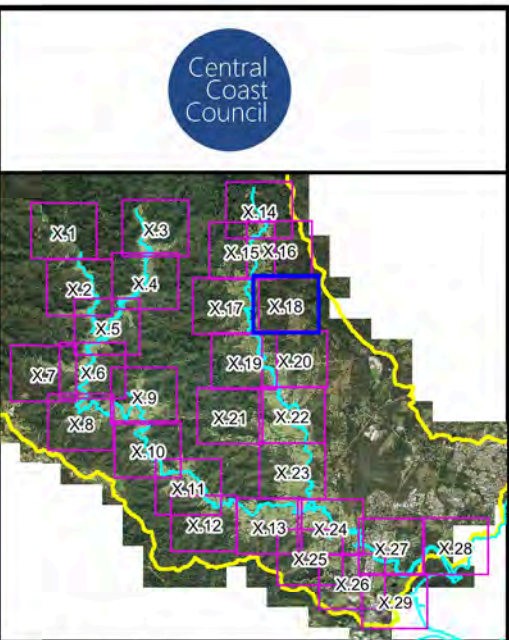 Central
Coast
Council
X.14
X.1
X.3
X.15
X.16
X.2
X.4
X.17
X.18
X.5
X.19
X.20
X.7
X.6
X.9
X.8
X.21
X.22
X.10
X.23
X.11
X.12
X.13
X.24
X.27
X.28
X.25
X.26
X.29